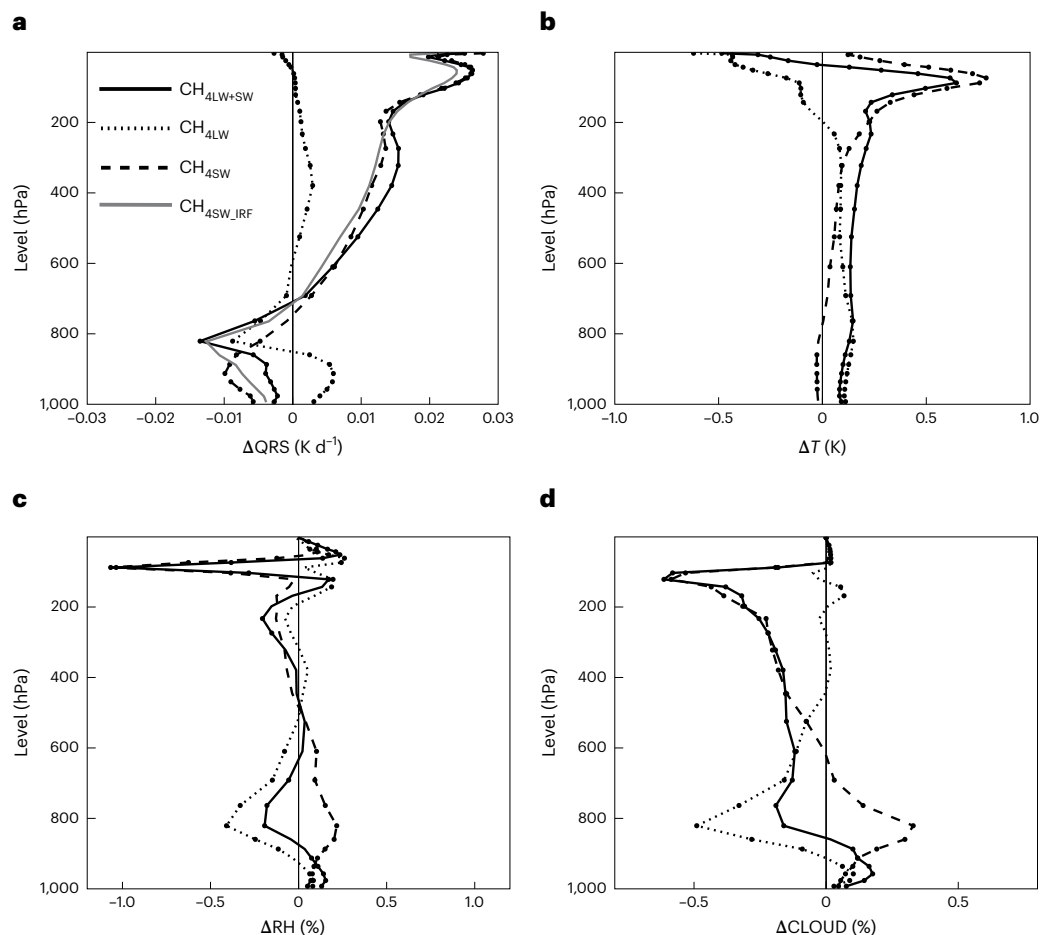 a
b
CH4LW+SW
CH4LW
CH4SW
CH4SW_IRF
Level (hPa)
200
400
600
800
1,000
−0.03
−0.02
−0.01
0
0.01
0.02
0.03
ΔQRS (K d−1)
Level (hPa)
200
400
600
800
1,000
−1.0
−0.5
0
0.5
1.0
ΔT (K)
c
d
Level (hPa)
200
400
600
800
1,000
−1.0
−0.5
0
0.5
1.0
ΔRH (%)
Level (hPa)
200
400
600
800
1,000
−0.5
0
0.5
ΔCLOUD (%)